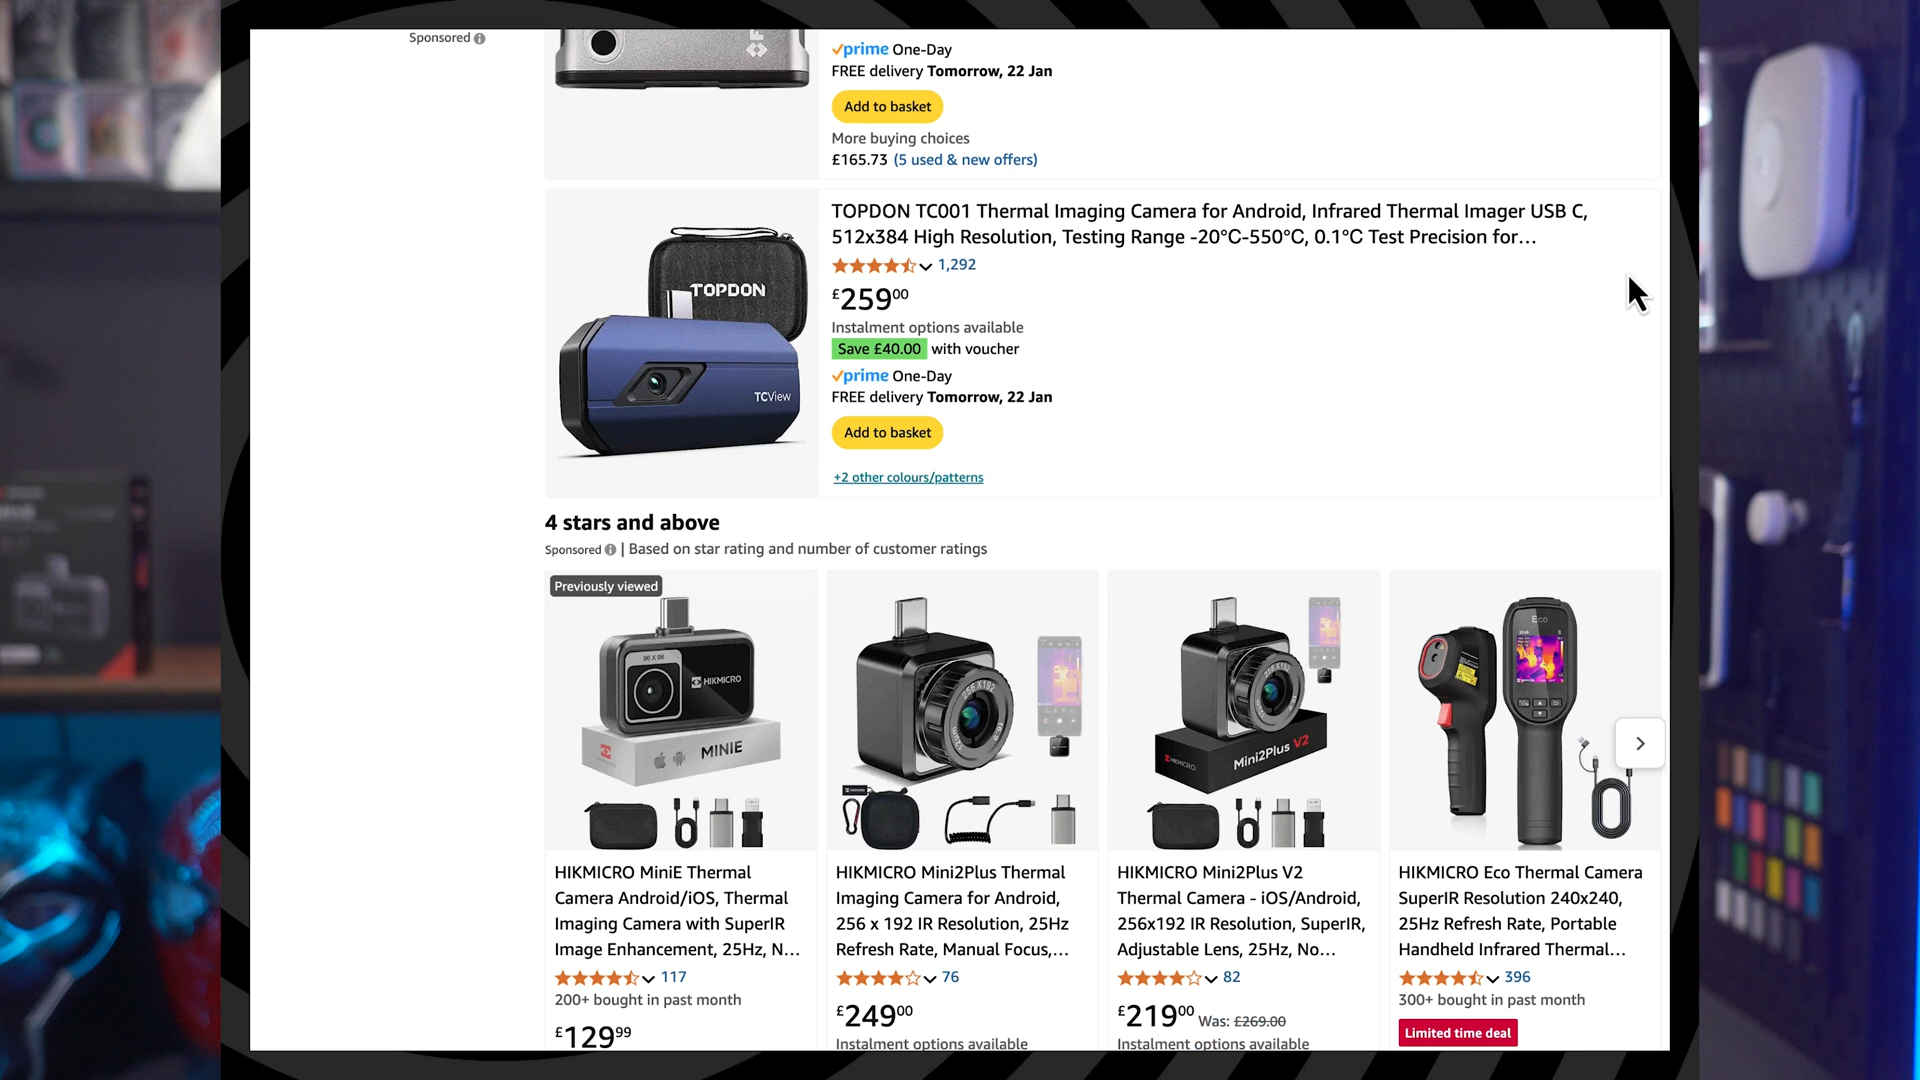 Sponsored
prime One-Day
FREE delivery Tomorrow, 22 Jan
Add to basket
More buying choices
£165.73 (5 used & new offers)
TOPDON TC001 Thermal Imaging Camera for Android, Infrared Thermal Imager USB C,
512x384 High Resolution, Testing Range -20°C-550°C, 0.1°C Test Precision for...
1,292
£259.00
Instalment options available
Save £40.00 with voucher
prime One-Day
FREE delivery Tomorrow, 22 Jan
Add to basket
+2 other colours/patterns
TOPDON
TCView
4 stars and above
Sponsored | Based on star rating and number of customer ratings
Previously viewed
96 X 96
HIKMICRO
MINIE
256 X192
256 X192
HIKMICRO
Mini2Plus V2
Eco
HIKMICRO MiniE Thermal
Camera Android/iOS, Thermal
Imaging Camera with SuperIR
Image Enhancement, 25Hz, N...
117
200+ bought in past month
£129.99
HIKMICRO Mini2Plus Thermal
Imaging Camera for Android,
256 x 192 IR Resolution, 25Hz
Refresh Rate, Manual Focus,...
76
£249.00
Instalment options available
HIKMICRO Mini2Plus V2
Thermal Camera - iOS/Android,
256x192 IR Resolution, SuperIR,
Adjustable Lens, 25Hz, No...
82
£219.00 Was: £269.00
Instalment options available
HIKMICRO Eco Thermal Camera
SuperIR Resolution 240x240,
25Hz Refresh Rate, Portable
Handheld Infrared Thermal...
396
300+ bought in past month
Limited time deal